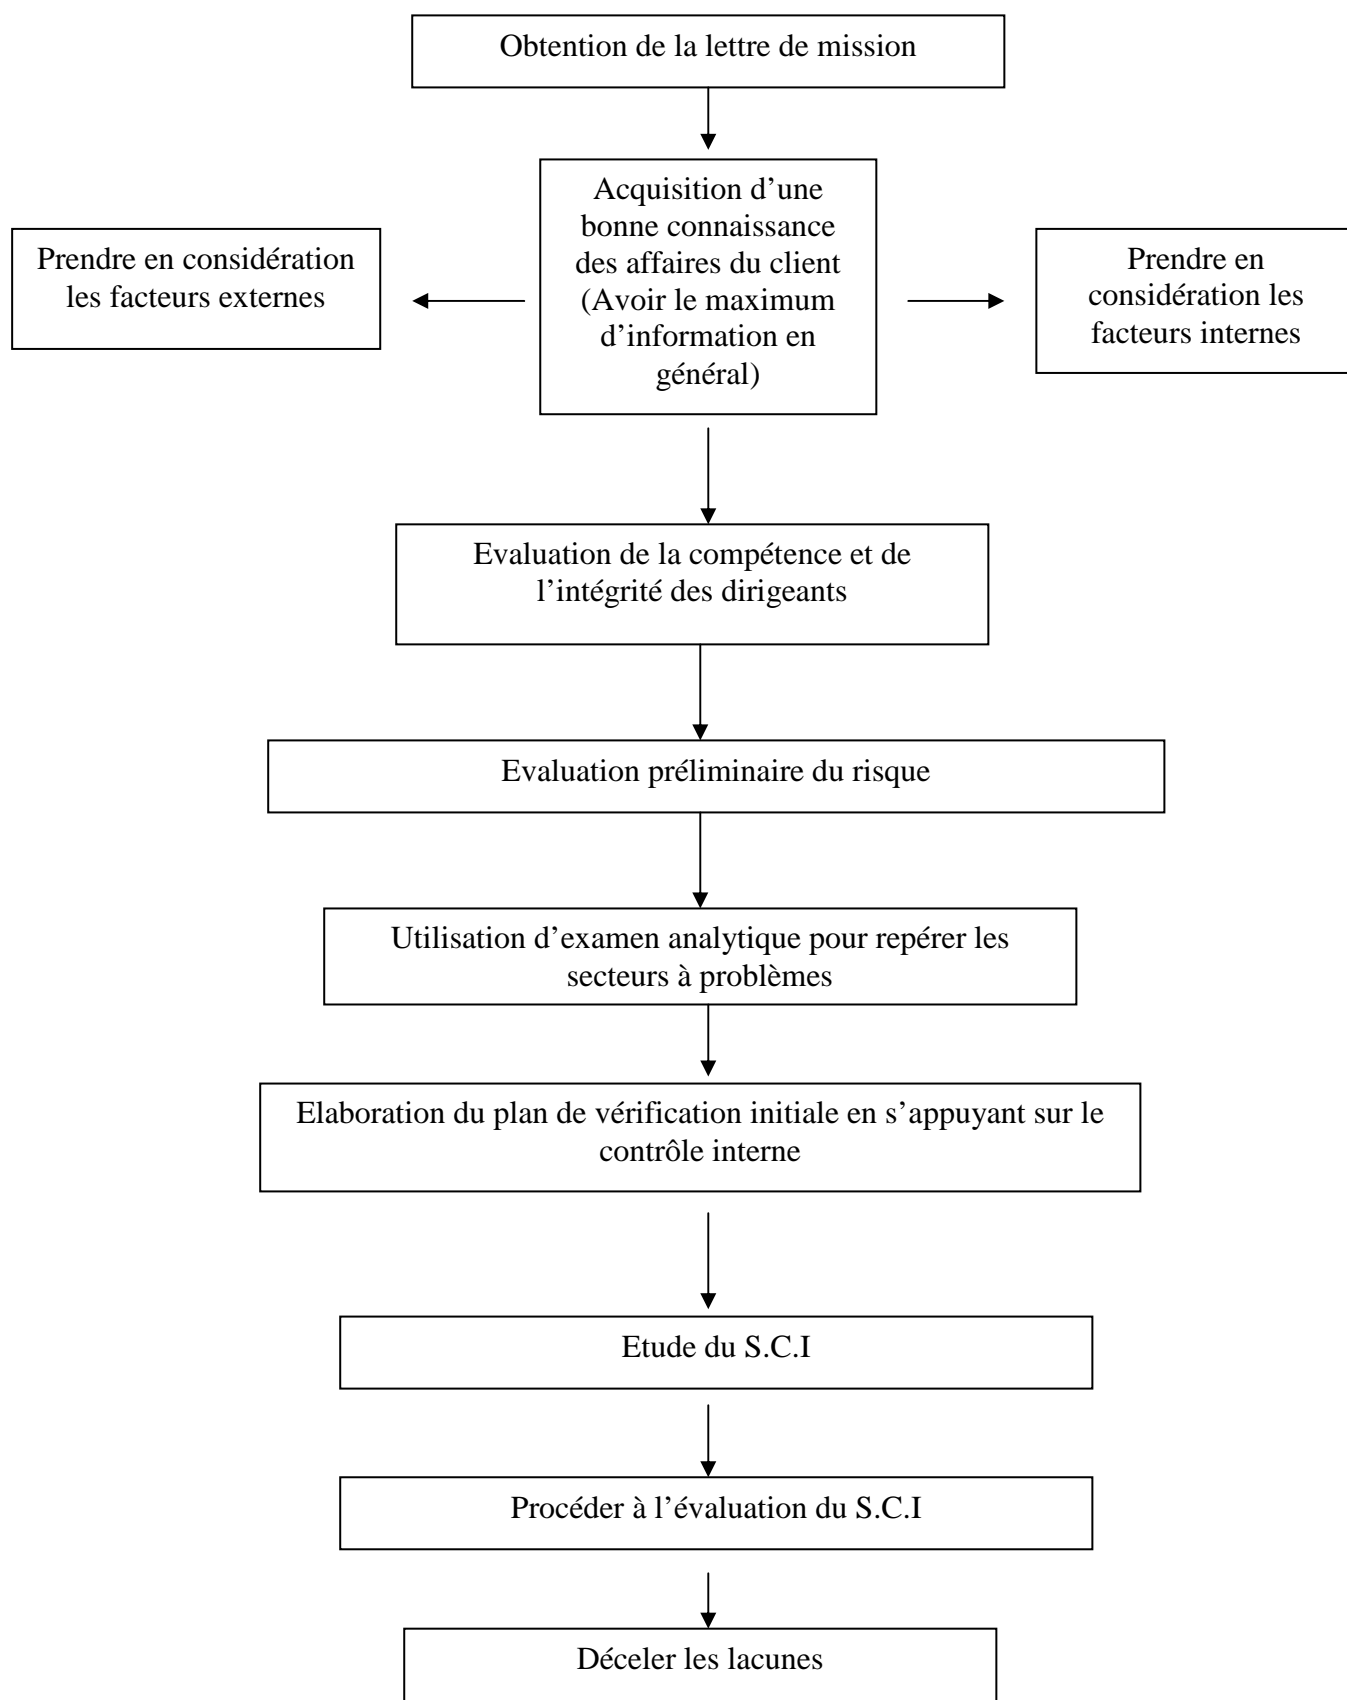 Obtention de la lettre de mission
Acquisition d’une
bonne connaissance
des affaires du client
(Avoir le maximum
d’information en
général)
Prendre en considération
les facteurs externes
Prendre en
considération les
facteurs internes
Evaluation de la compétence et de
l’intégrité des dirigeants
Evaluation préliminaire du risque
Utilisation d’examen analytique pour repérer les
secteurs à problèmes
Elaboration du plan de vérification initiale en s’appuyant sur le
contrôle interne
Etude du S.C.I
Procéder à l’évaluation du S.C.I
Déceler les lacunes